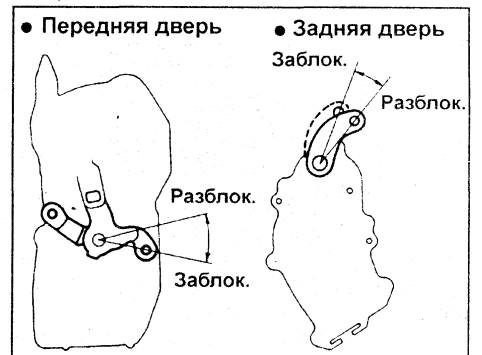 ● Передняя дверь
● Задняя дверь
Заблок.
Разблок.
Разблок.
Заблок.